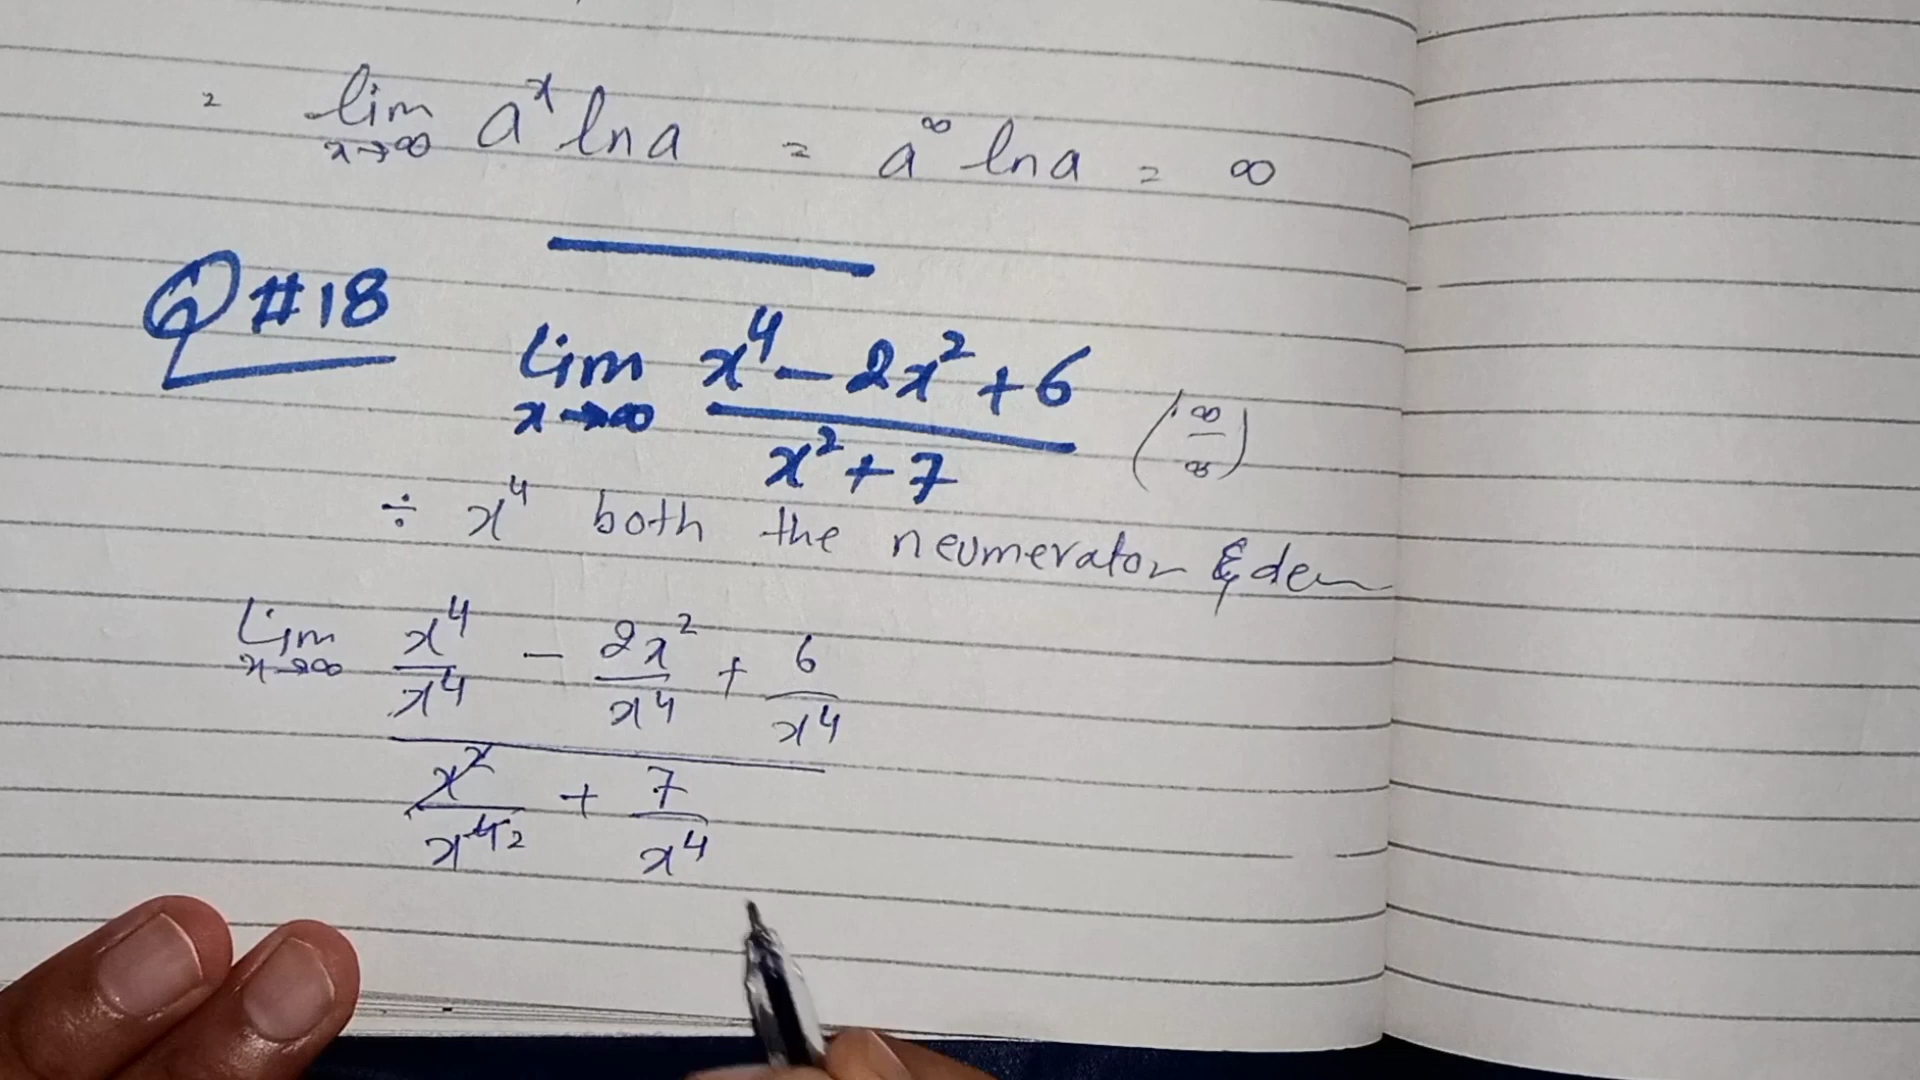 = lim x→∞ a^x ln a = a^∞ ln a = ∞
Q#18
lim x→∞ (x^4 - 2x^2 + 6)/(x^2 + 7) (∞/∞)
÷ x^4 both the neumerator & den
Lim x→∞ (x^4/x^4 - 2x^2/x^4 + 6/x^4)/(x^2/x^4 2 + 7/x^4)